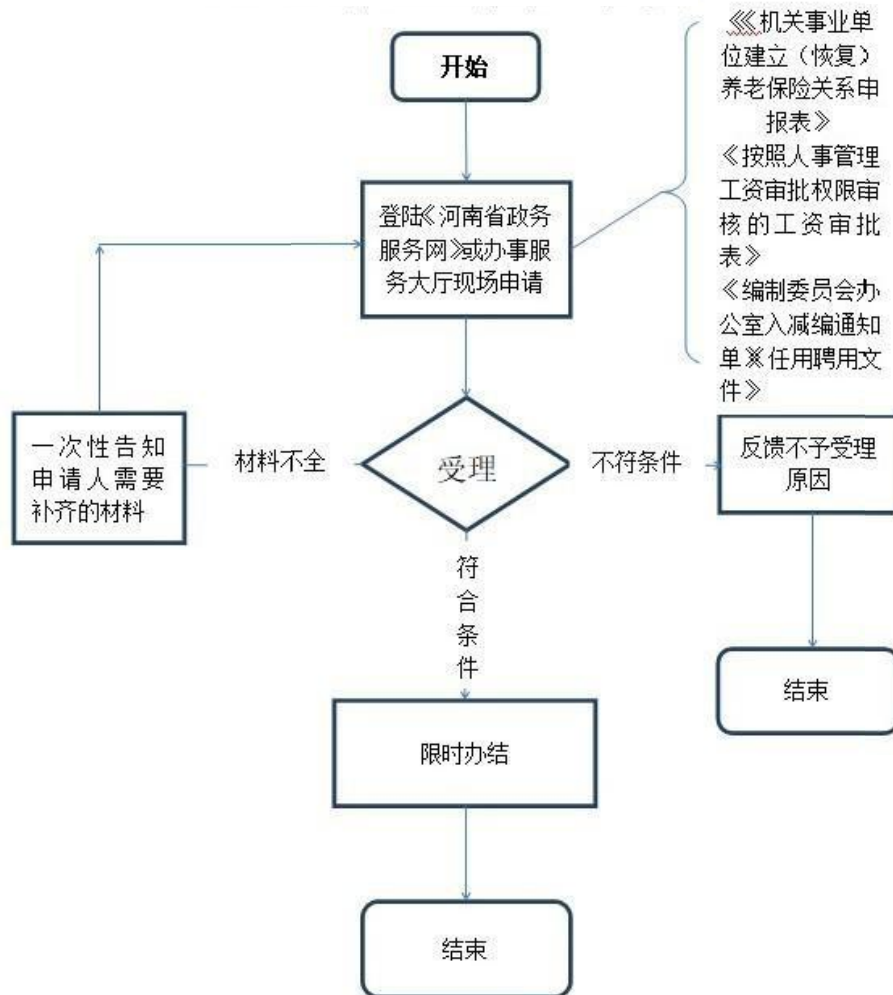 开始
《《机关事业单
位建立（恢复）
养老保险关系申
报表》
《按照人事管理
工资审批权限审
核的工资审批
表》
《编制委员会办
公室入减编通知
单》《任用聘用文
件》
登陆《河南省政务
服务网》或办事服
务大厅现场申请
一次性告知
申请人需要
补齐的材料
材料不全
受理
不符条件
反馈不予受理
原因
符
合
条
件
结束
限时办结
结束